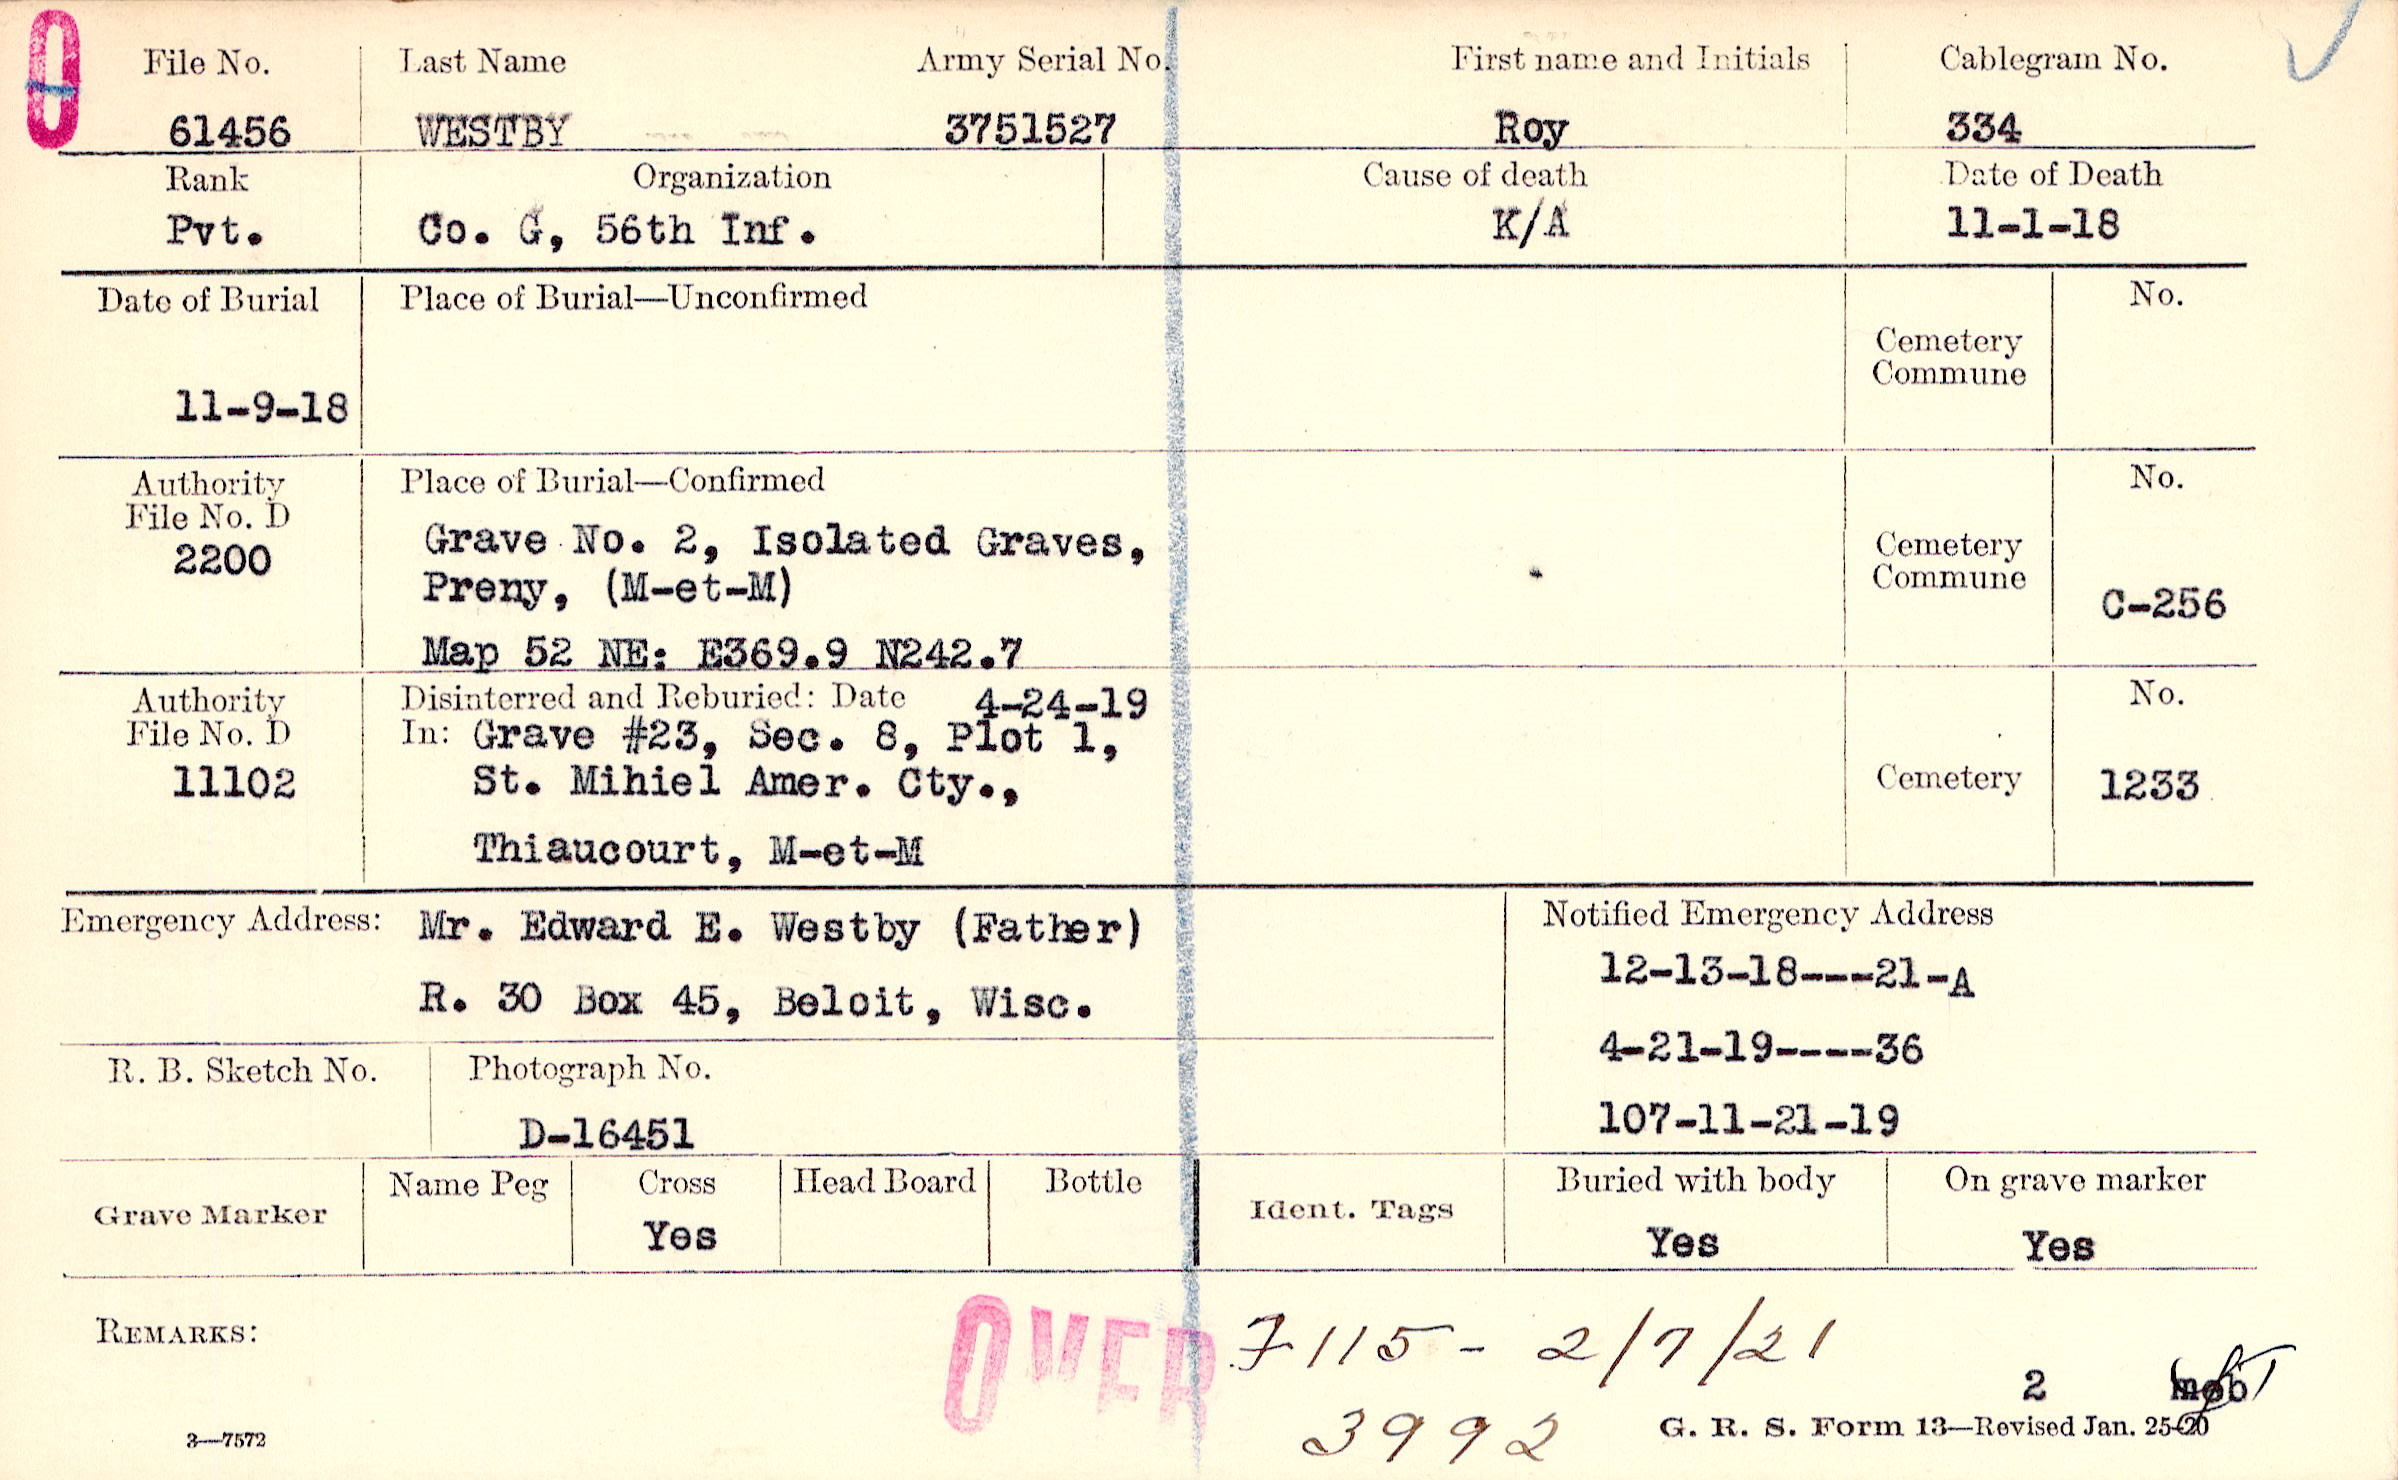 O
File No. Last Name Army Serial No. First name and Initials Cablegram No.
61456 WESTBY 3751527 Roy 334
Rank Organization Cause of death Date of Death
Pvt. Co. G, 56th Inf. K/A 11-1-18
Date of Burial Place of Burial—Unconfirmed No.
Cemetery
Commune
11-9-18
Authority Place of Burial—Confirmed No.
File No. D
2200 Grave No. 2, Isolated Graves, Cemetery
Preny, (M-et-M) Commune
C-256
Map 52 NE: E369.9 N242.7
Authority Disinterred and Reburied: Date 4-24-19 No.
File No. D In: Grave #23, Sec. 8, Plot 1,
11102 St. Mihiel Amer. Cty., Cemetery 1233
Thiaucourt, M-et-M
Emergency Address: Mr. Edward E. Westby (Father) Notified Emergency Address
12-13-18---21-A
R. 30 Box 45, Beloit, Wisc.
4-21-19----36
R. B. Sketch No. Photograph No.
D-16451 107-11-21-19
Grave Marker Name Peg Cross Head Board Bottle Ident. Tags Buried with body On grave marker
Yes Yes Yes
REMARKS: OVER 7115 - 2/7/21
2 mob
3992
3—7572 G. R. S. Form 13—Revised Jan. 25-20